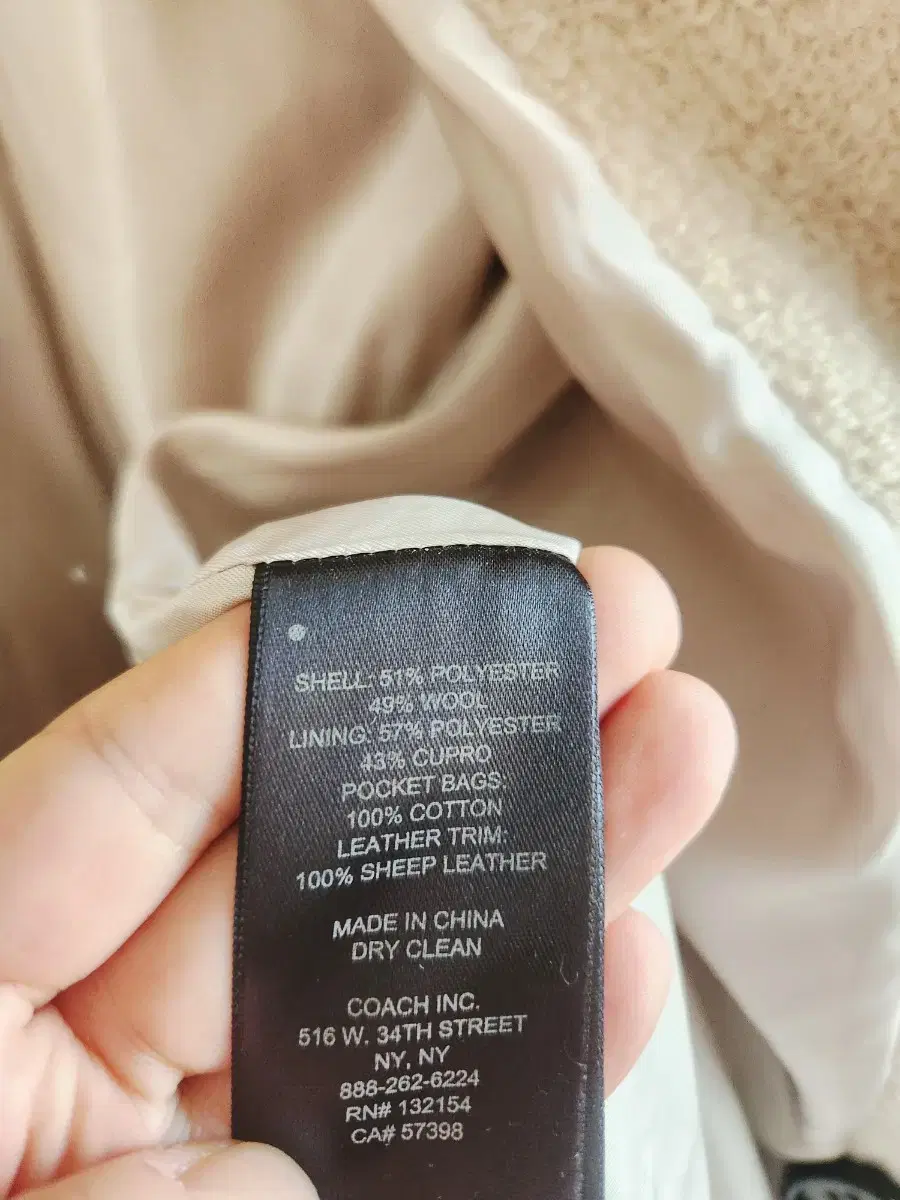 SHELL: 51% POLYESTER
49% WOOL
LINING: 57% POLYESTER
43% CUPRO
POCKET BAGS:
100% COTTON
LEATHER TRIM:
100% SHEEP LEATHER
MADE IN CHINA
DRY CLEAN
COACH INC.
516 W. 34TH STREET
NY, NY
888-262-6224
RN# 132154
CA# 57398